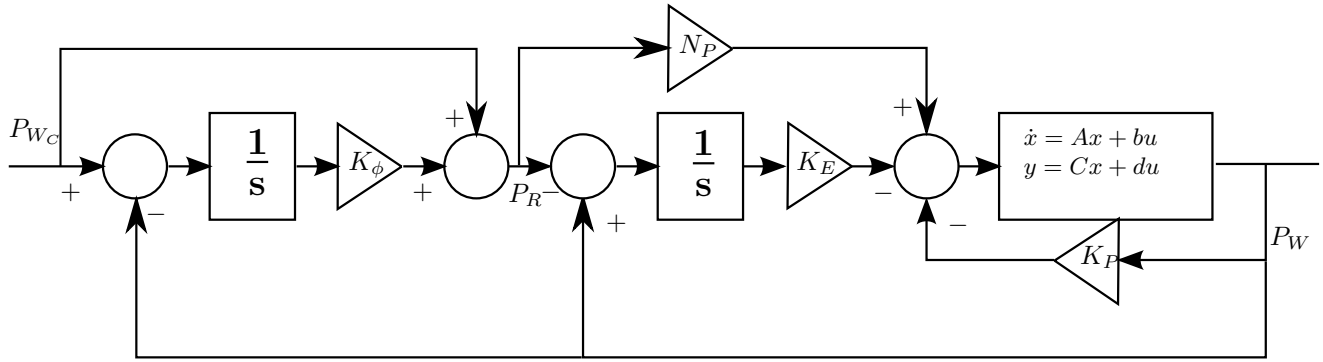 N_P
+
+
P_{W_C}
ẋ = Ax + bu
1/s
K_ϕ
1/s
K_E
y = Cx + du
+
−
+
P_R
−
+
−
−
P_W
K_P